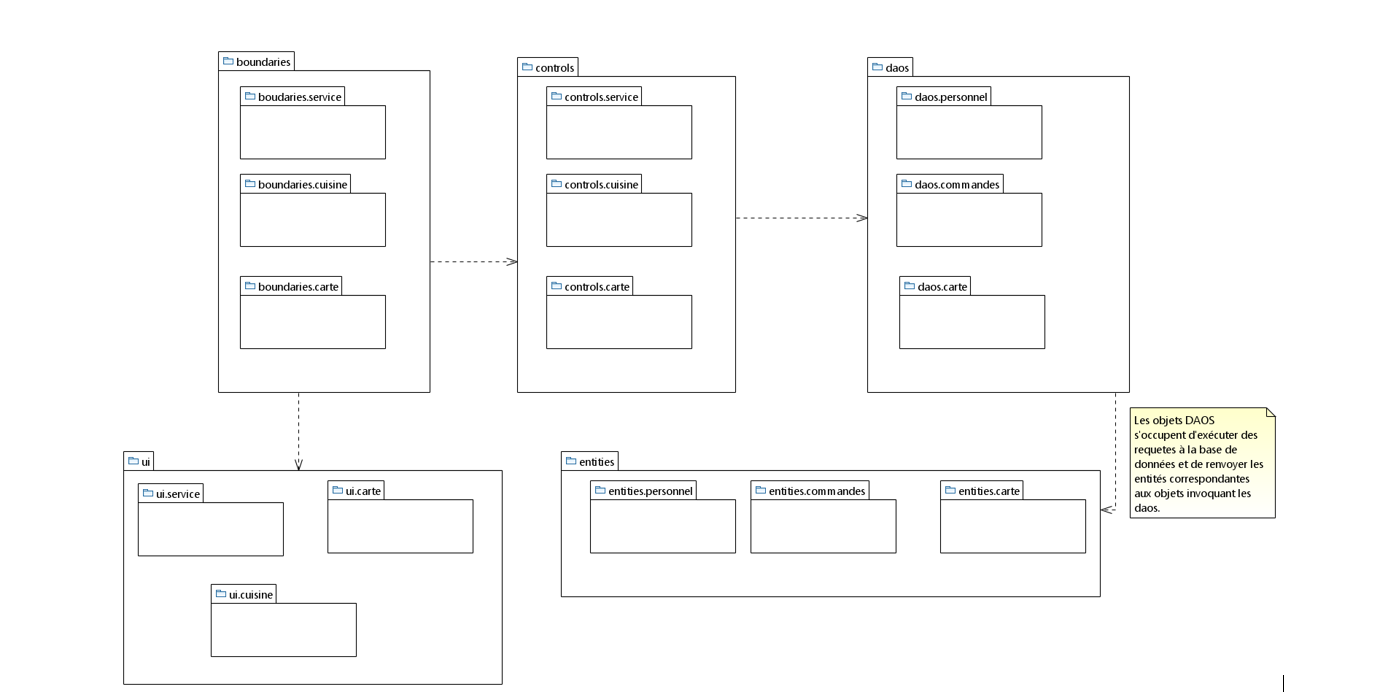 boundaries
boudaries.service
boundaries.cuisine
boundaries.carte
controls
controls.service
controls.cuisine
controls.carte
daos
daos.personnel
daos.commandes
daos.carte
Les objets DAOS
s'occupent d'exécuter des
requetes à la base de
données et de renvoyer les
entités correspondantes
aux objets invoquant les
daos.
ui
ui.service
ui.carte
ui.cuisine
entities
entities.personnel
entities.commandes
entities.carte